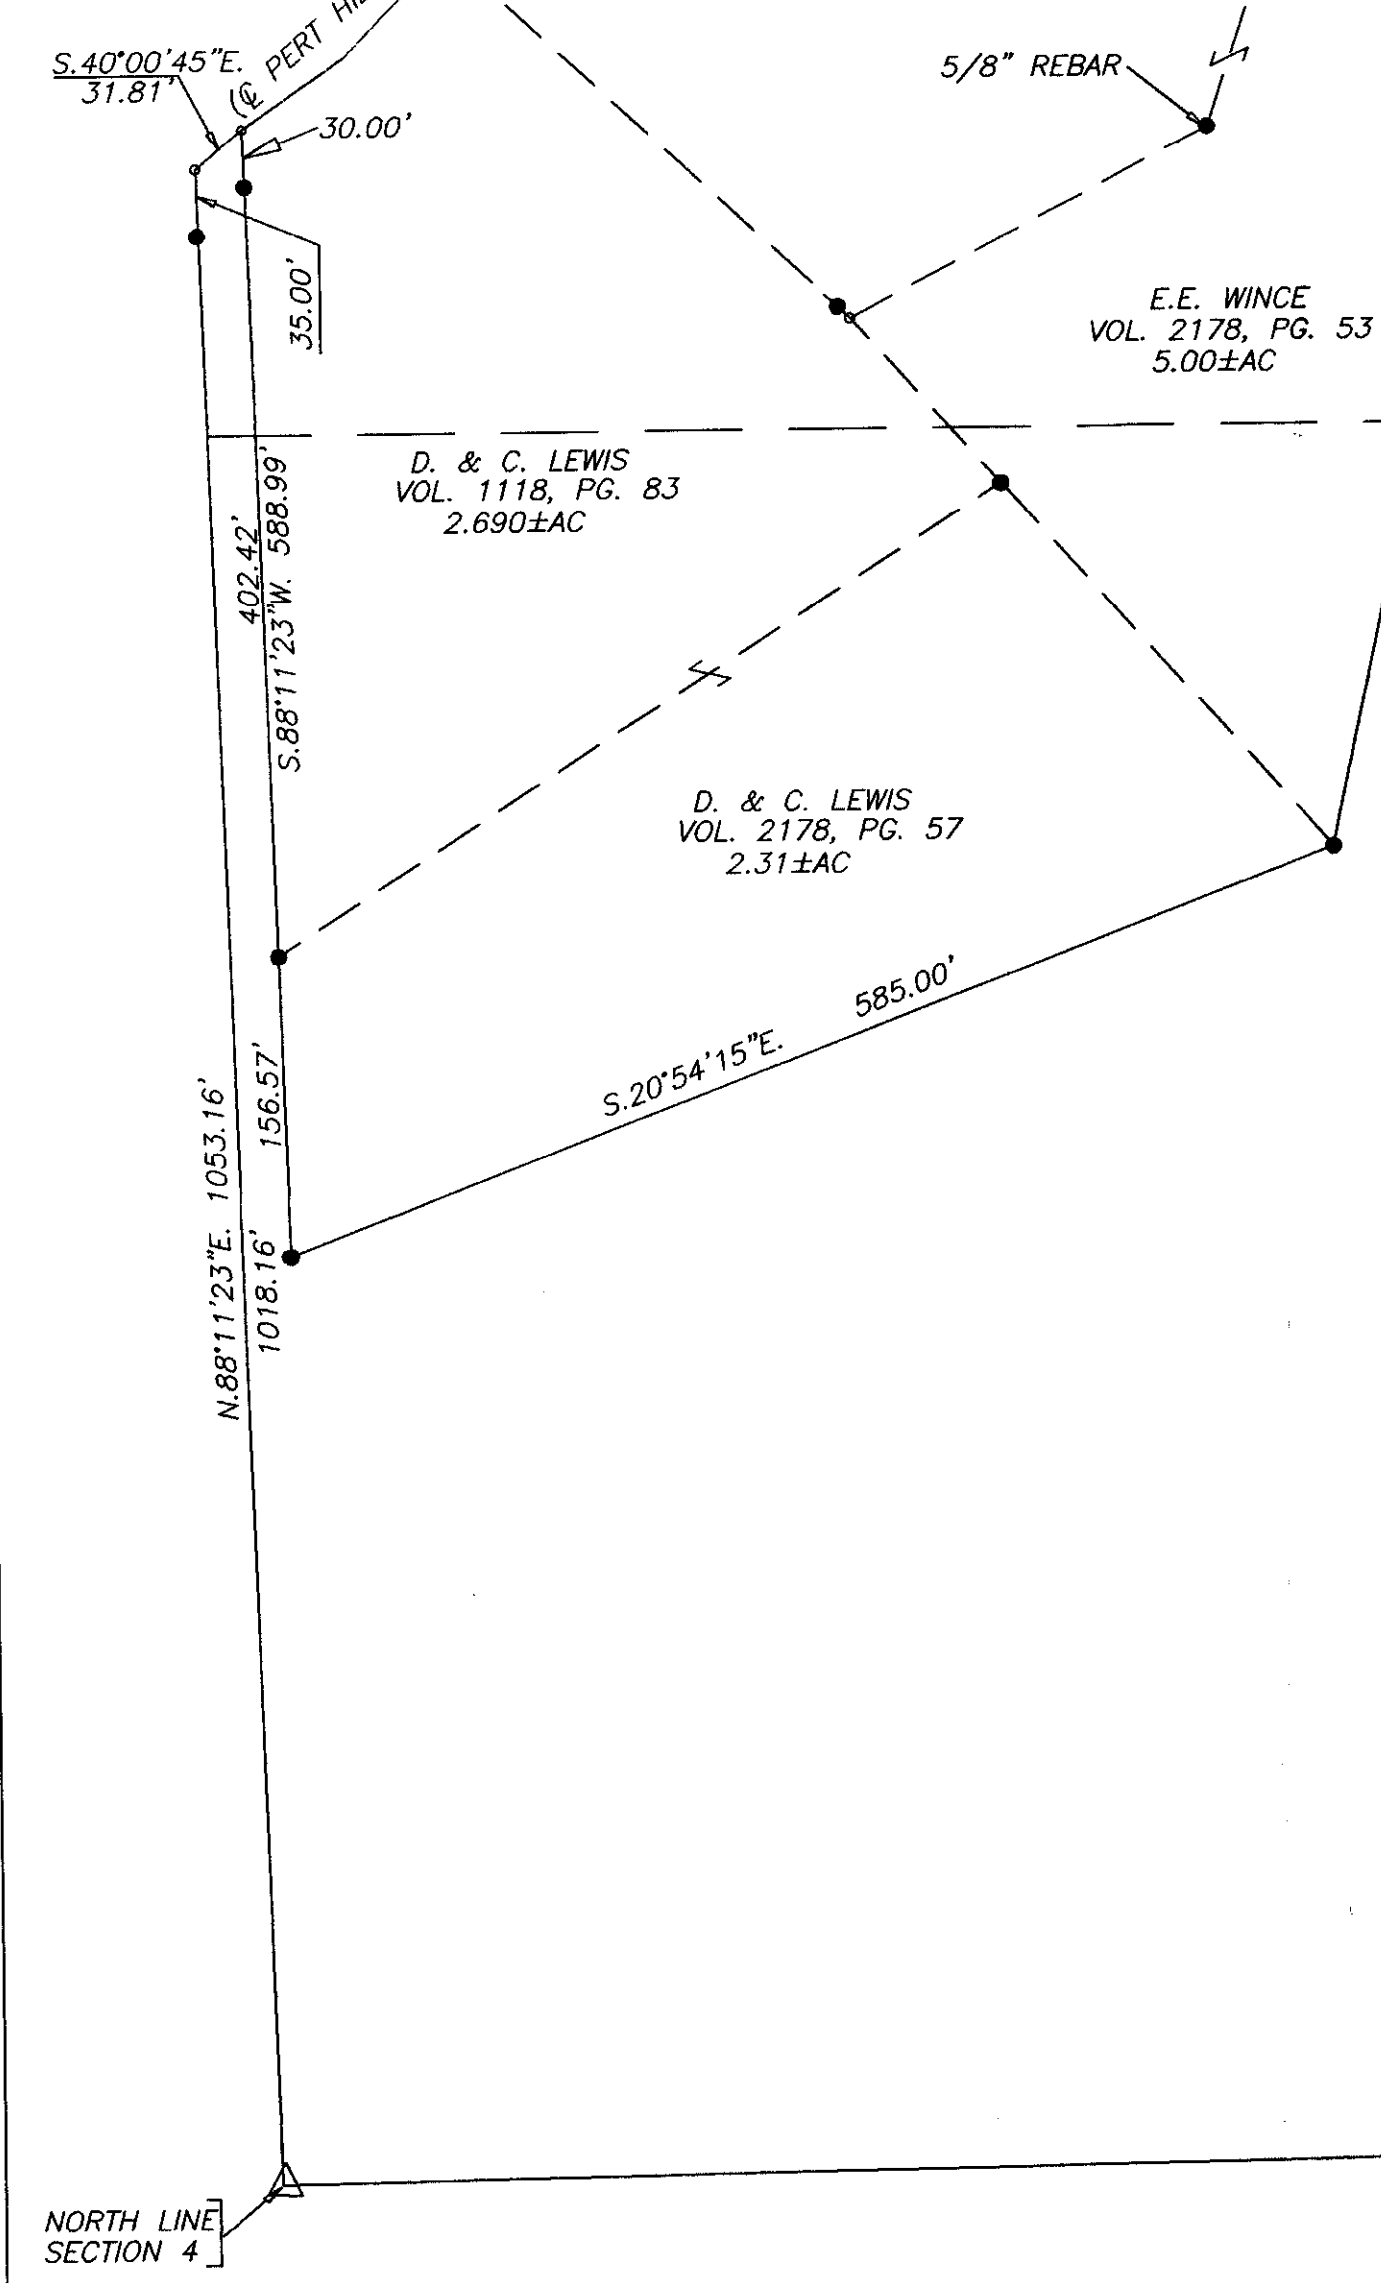 S.40°00'45"E.
31.81'
(℄ PERT
30.00'
35.00'
5/8" REBAR
E.E. WINCE
VOL. 2178, PG. 53
5.00±AC
D. & C. LEWIS
VOL. 1118, PG. 83
2.690±AC
402.42'
S.88°11'23"W. 588.99'
D. & C. LEWIS
VOL. 2178, PG. 57
2.31±AC
S.20°54'15"E. 585.00'
156.57'
N.88°11'23"E. 1053.16'
1018.16'
NORTH LINE
SECTION 4